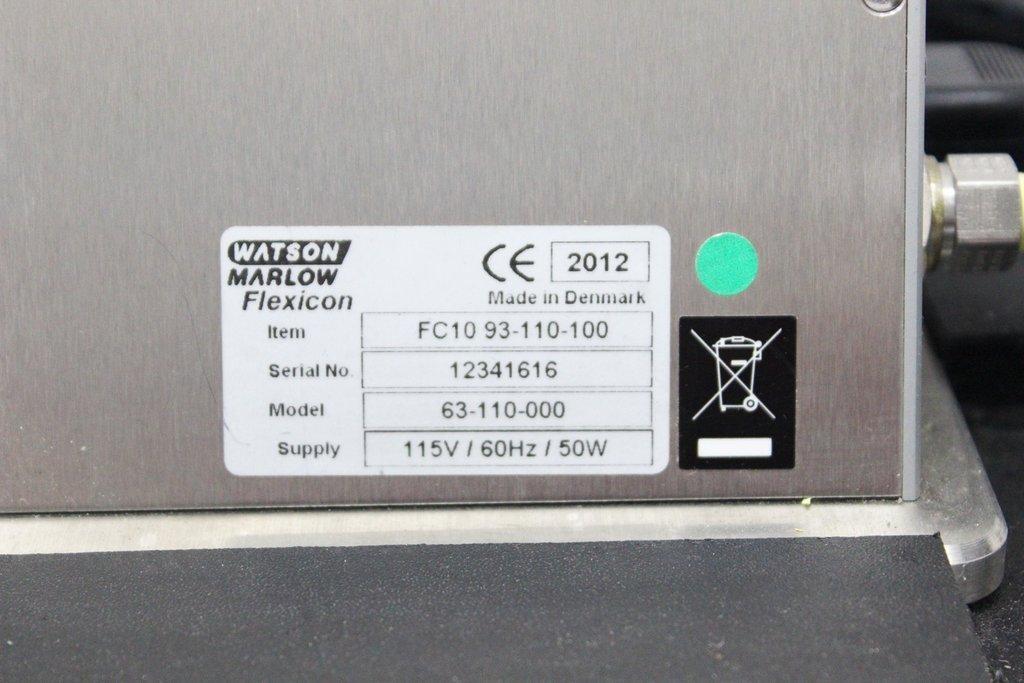 WATSON
MARLOW
Flexicon
CE 2012
Made in Denmark
Item FC10 93-110-100
Serial No. 12341616
Model 63-110-000
Supply 115V / 60Hz / 50W